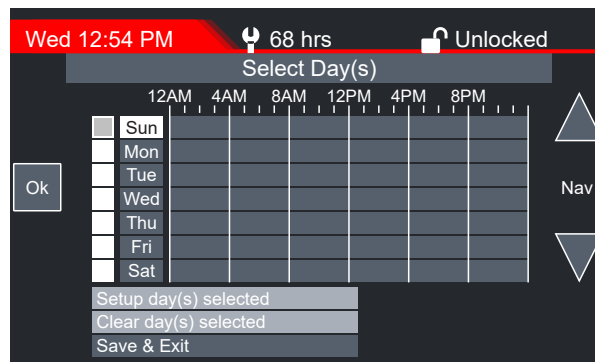 Wed 12:54 PM 68 hrs Unlocked
Select Day(s)
12AM 4AM 8AM 12PM 4PM 8PM
Sun
Mon
Tue
Ok Wed Nav
Thu
Fri
Sat
Setup day(s) selected
Clear day(s) selected
Save & Exit